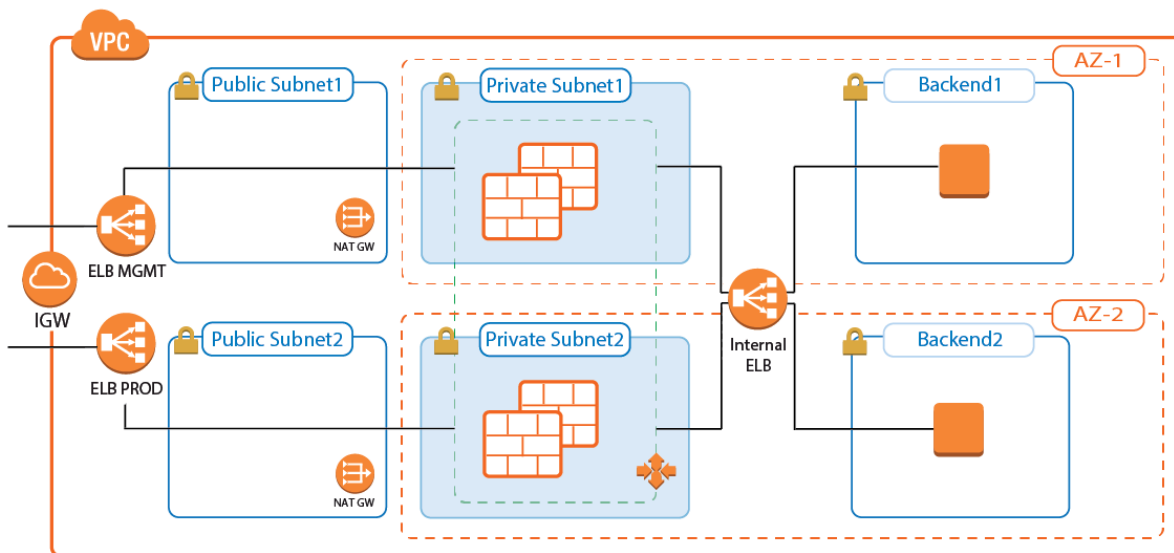 VPC
AZ-1
Public Subnet1
Private Subnet1
Backend1
NAT GW
ELB MGMT
IGW
AZ-2
Public Subnet2
Private Subnet2
Internal
ELB
Backend2
ELB PROD
NAT GW